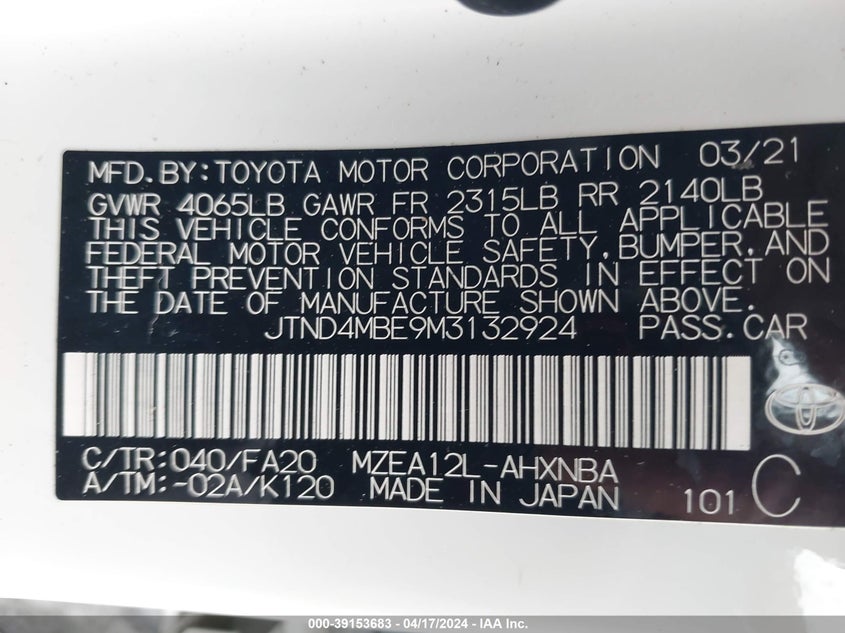 MFD.BY:TOYOTA MOTOR CORPORATION 03/21
GVWR 4065LB GAWR FR 2315LB RR 2140LB
THIS VEHICLE CONFORMS TO ALL APPLICABLE
FEDERAL MOTOR VEHICLE SAFETY,BUMPER,AND
THEFT PREVENTION STANDARDS IN EFFECT ON
THE DATE OF MANUFACTURE SHOWN ABOVE.
JTND4MBE9M3132924 PASS.CAR
C/TR:040/FA20 MZEA12L-AHXNBA
A/TM:-02A/K120 MADE IN JAPAN 101 C
000-39153683 - 04/17/2024 - IAA Inc.